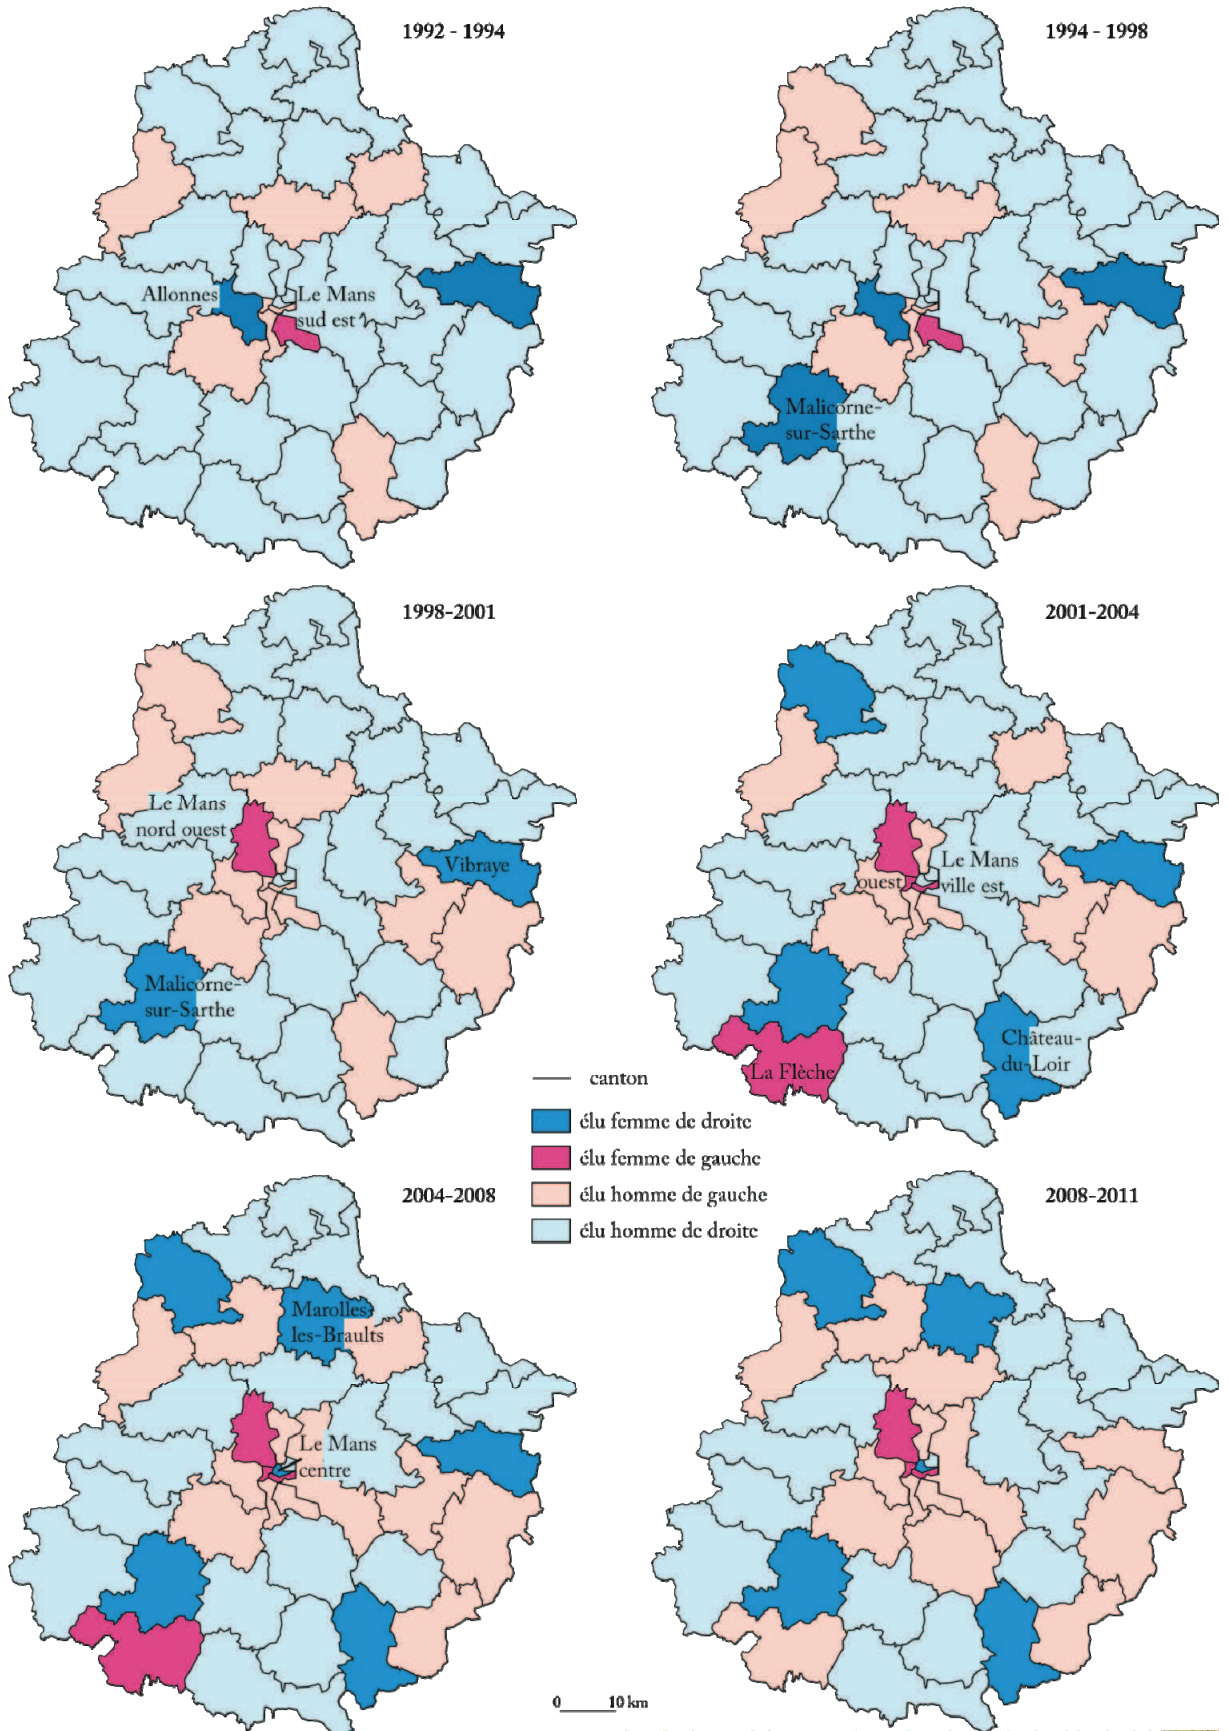 1992 - 1994
1994 - 1998
Allonnes
Le Mans
sud est
Malicorne-
sur-Sarthe
1998-2001
2001-2004
Le Mans
nord ouest
Vibraye
Malicorne-
sur-Sarthe
Le Mans
ville est
ouest
Château-
du-Loir
La Flèche
canton
élu femme de droite
élu femme de gauche
élu homme de gauche
élu homme de droite
2004-2008
2008-2011
Marolles-
les-Braults
Le Mans
centre
0 10 km